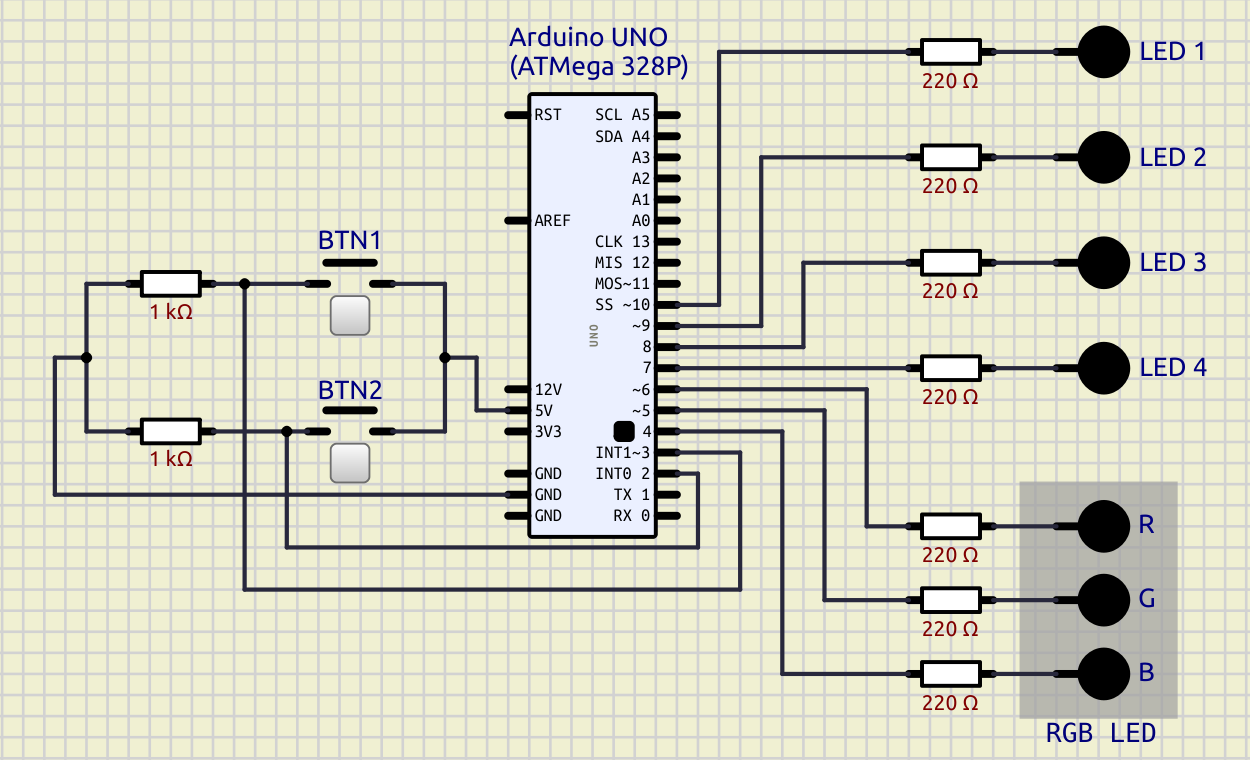 Arduino UNO
(ATMega 328P)
RST
AREF
12V
5V
3V3
GND
GND
GND
UNO
SCL A5
SDA A4
A3
A2
A1
A0
CLK 13
MIS 12
MOS~11
SS ~10
~9
8
7
~6
~5
4
INT1~3
INT0 2
TX 1
RX 0
BTN1
1 kΩ
BTN2
1 kΩ
LED 1
220 Ω
LED 2
220 Ω
LED 3
220 Ω
LED 4
220 Ω
R
220 Ω
G
220 Ω
B
220 Ω
RGB LED